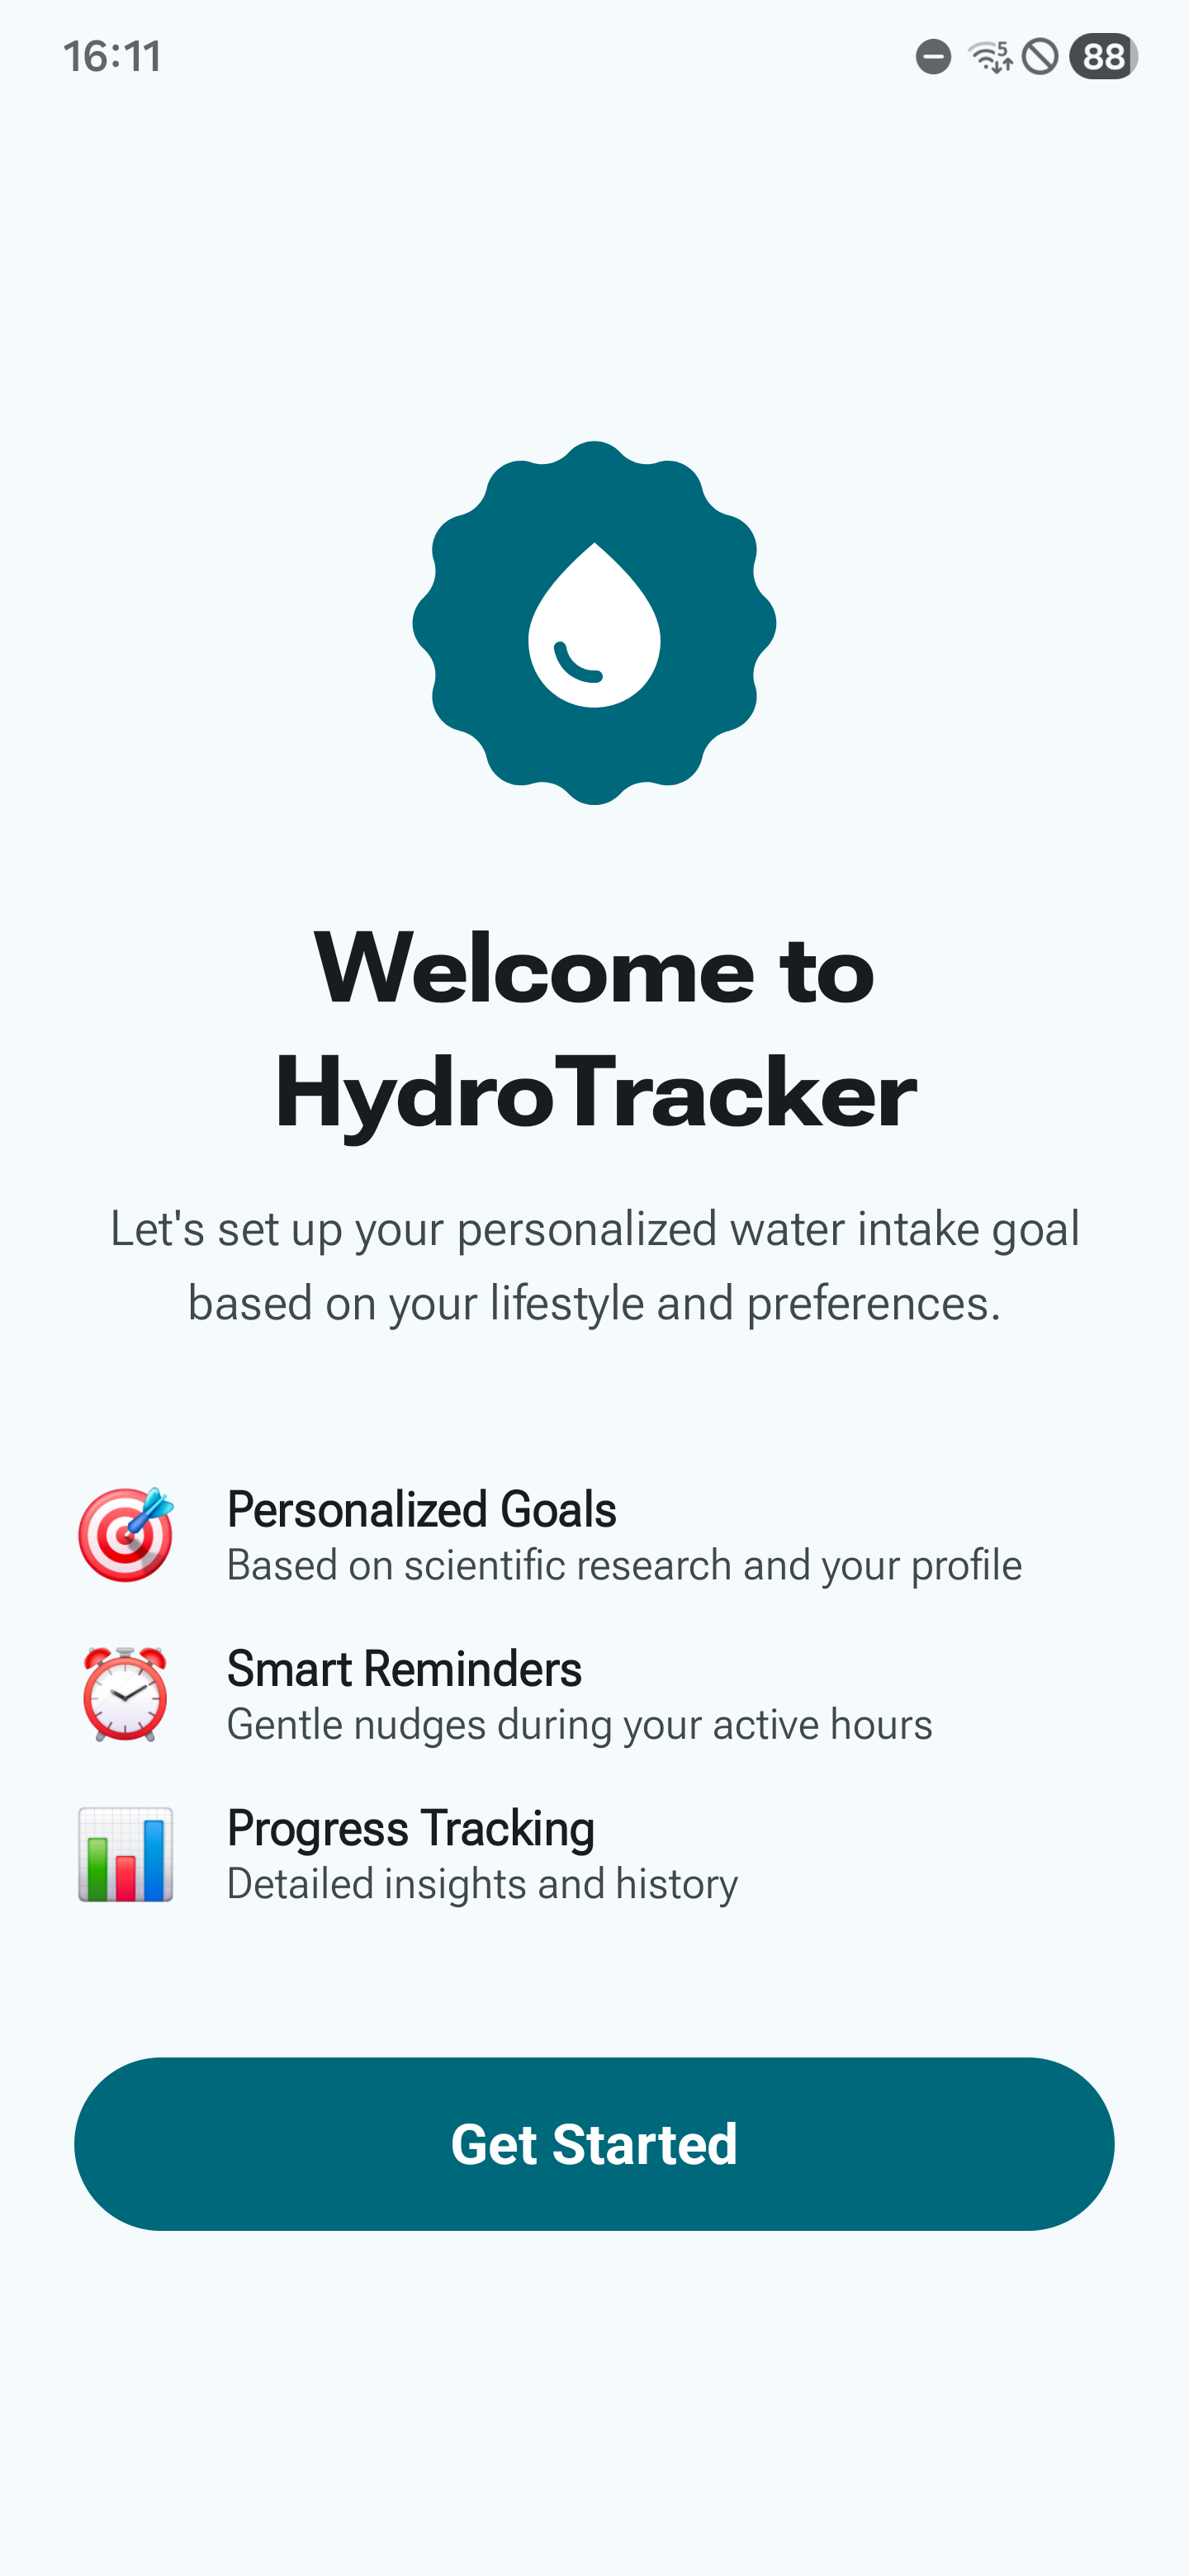 16:11
5
88
Welcome to
HydroTracker
Let's set up your personalized water intake goal
based on your lifestyle and preferences.
Personalized Goals
Based on scientific research and your profile
Smart Reminders
Gentle nudges during your active hours
Progress Tracking
Detailed insights and history
Get Started